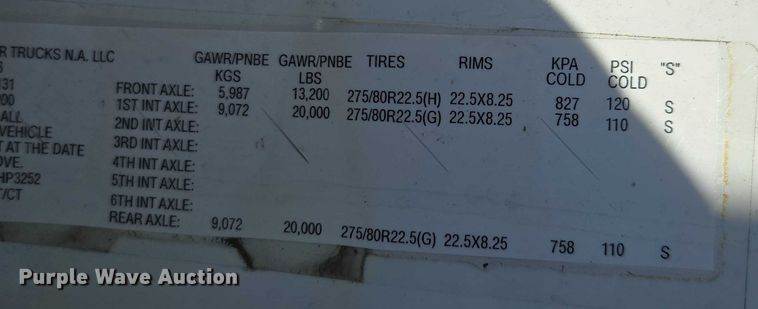 R TRUCKS N.A. LLC
GAWR/PNBE GAWR/PNBE TIRES RIMS KPA PSI "S"
KGS LBS COLD COLD
131 FRONT AXLE: 5,987 13,200 275/80R22.5(H) 22.5X8.25 827 120 S
00 1ST INT AXLE: 9,072 20,000 275/80R22.5(G) 22.5X8.25 758 110 S
ALL 2ND INT AXLE:
VEHICLE 3RD INT AXLE:
T AT THE DATE 4TH INT AXLE:
OVE. 5TH INT AXLE:
HP3252 6TH INT AXLE:
T/CT REAR AXLE: 9,072 20,000 275/80R22.5(G) 22.5X8.25 758 110 S
Purple Wave Auction